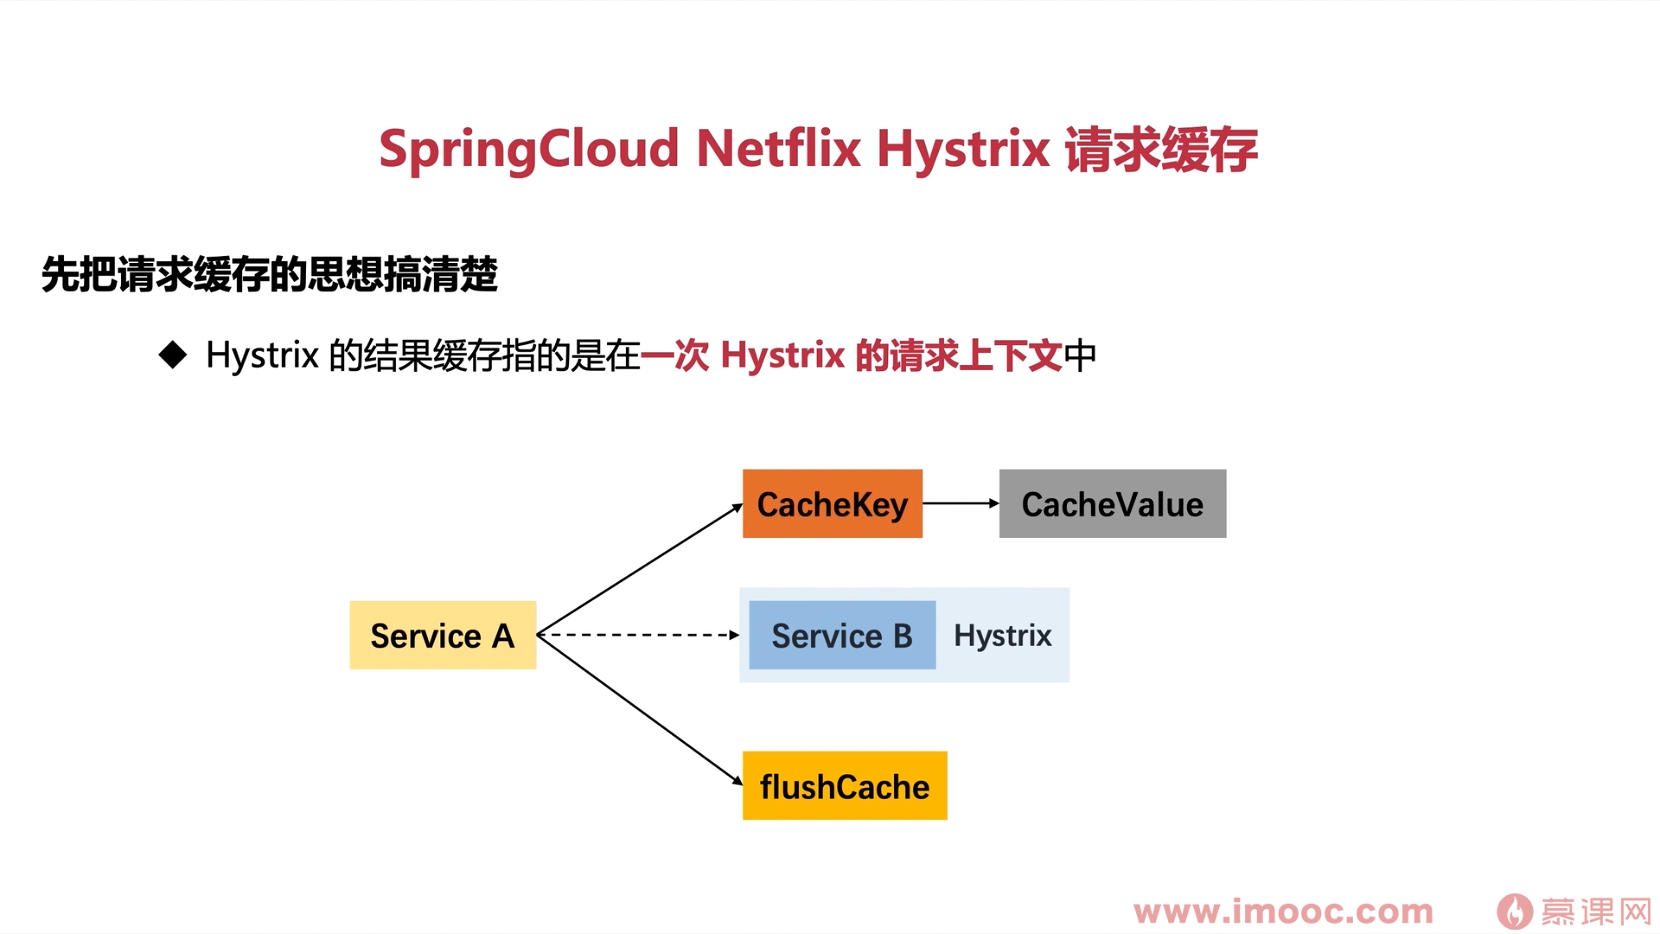 SpringCloud Netflix Hystrix 请求缓存
先把请求缓存的思想搞清楚
◆ Hystrix 的结果缓存指的是在一次 Hystrix 的请求上下文中
CacheKey
CacheValue
Service A
Service B
Hystrix
flushCache
www.imooc.com
慕课网